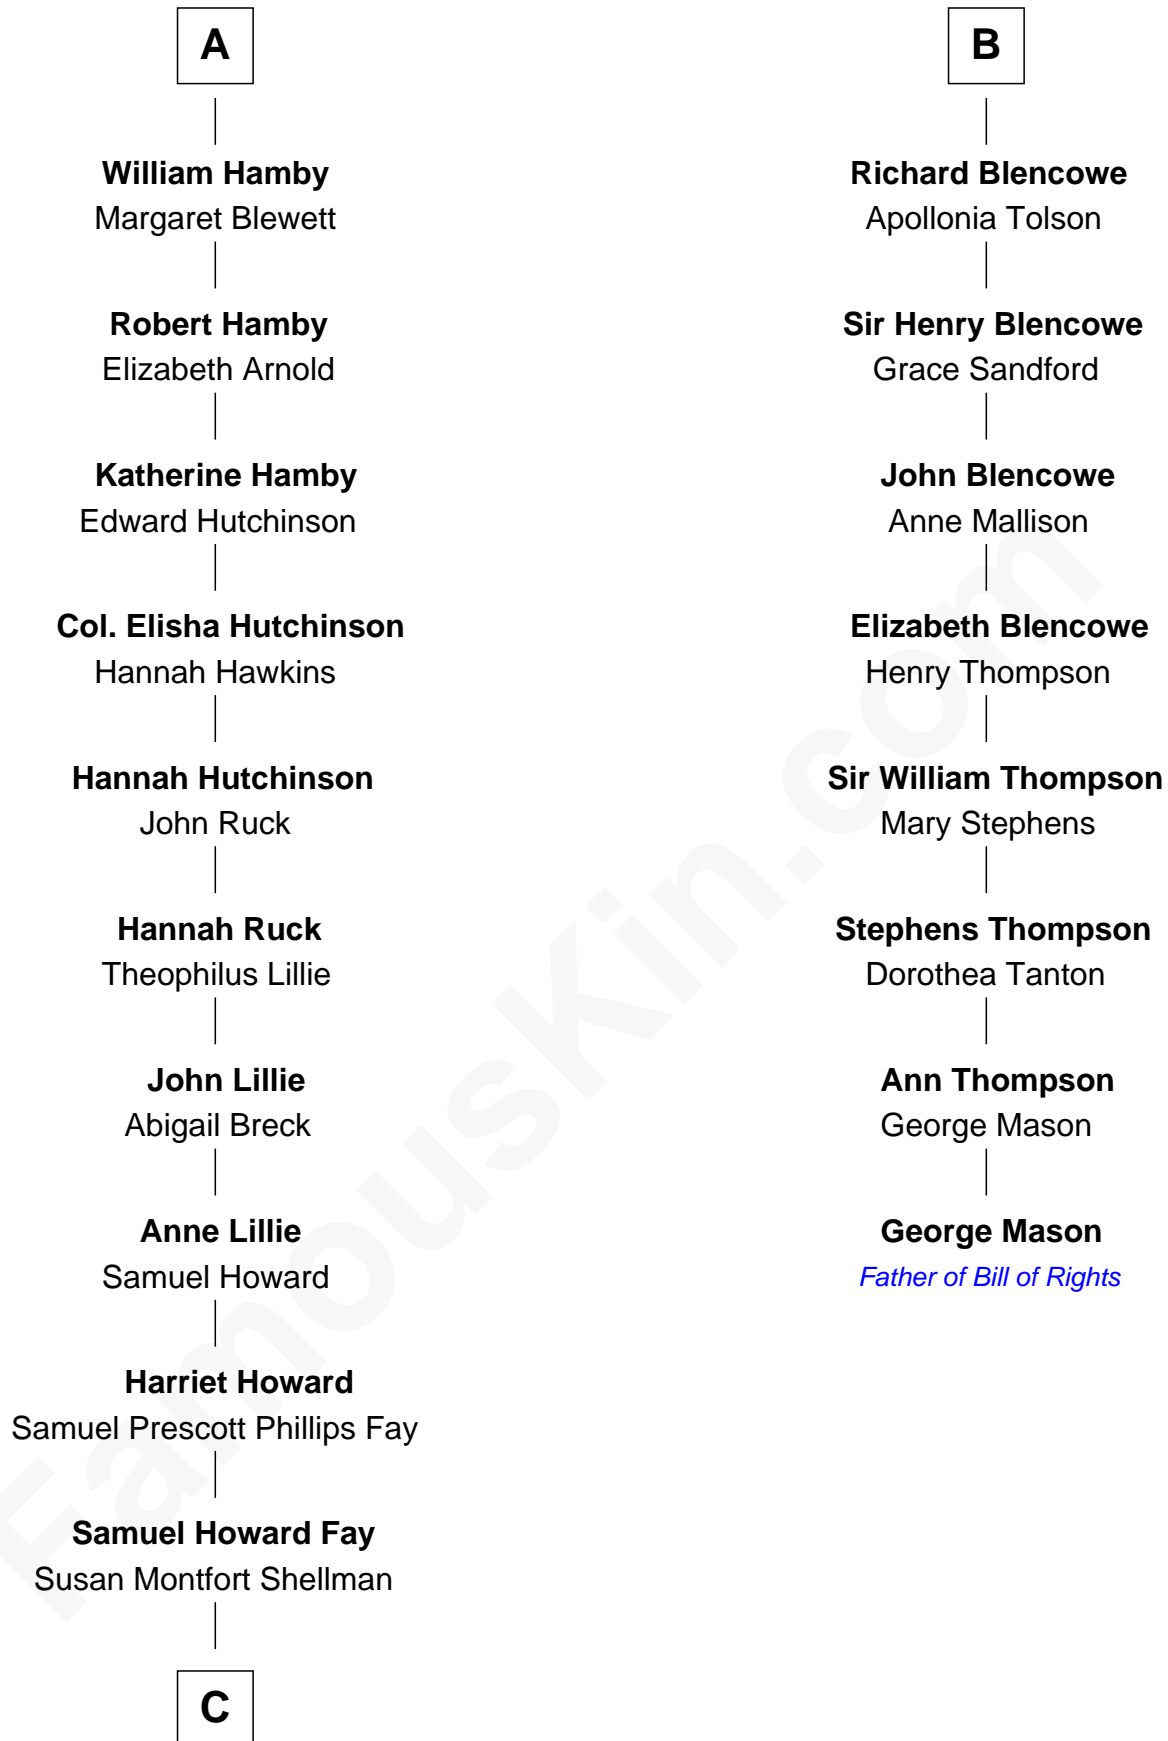 A
William Hamby
Margaret Blewett
Robert Hamby
Elizabeth Arnold
Katherine Hamby
Edward Hutchinson
Col. Elisha Hutchinson
Hannah Hawkins
Hannah Hutchinson
John Ruck
Hannah Ruck
Theophilus Lillie
John Lillie
Abigail Breck
Anne Lillie
Samuel Howard
Harriet Howard
Samuel Prescott Phillips Fay
Samuel Howard Fay
Susan Montfort Shellman
C
B
Richard Blencowe
Apollonia Tolson
Sir Henry Blencowe
Grace Sandford
John Blencowe
Anne Mallison
Elizabeth Blencowe
Henry Thompson
Sir William Thompson
Mary Stephens
Stephens Thompson
Dorothea Tanton
Ann Thompson
George Mason
George Mason
Father of Bill of Rights
FamousKin.com